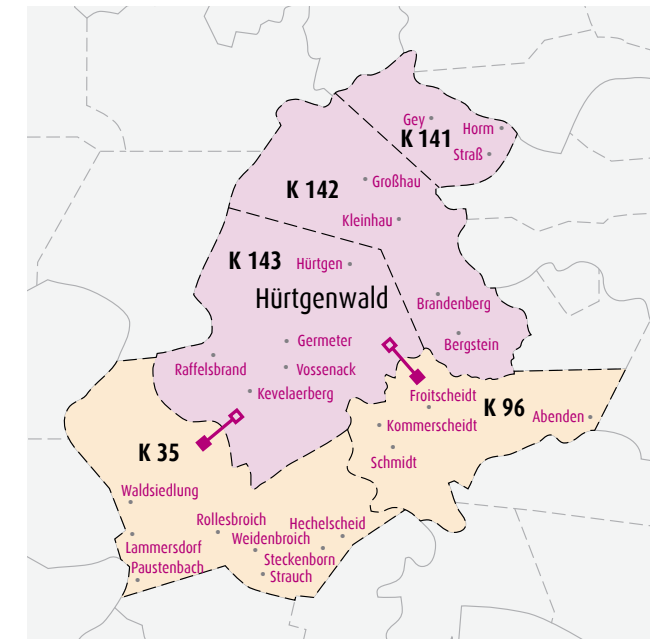 Gey
Horm
K 141
Straß
Großhau
K 142
Kleinhau
K 143
Hürtgen
Hürtgenwald
Brandenberg
Germeter
Bergstein
Raffelsbrand
Vossenack
Kevelaerberg
Froitscheidt
K 96
Abenden
Kommerscheidt
K 35
Schmidt
Waldsiedlung
Rollesbroich
Hechelscheid
Weidenbroich
Lammersdorf
Steckenborn
Paustenbach
Strauch